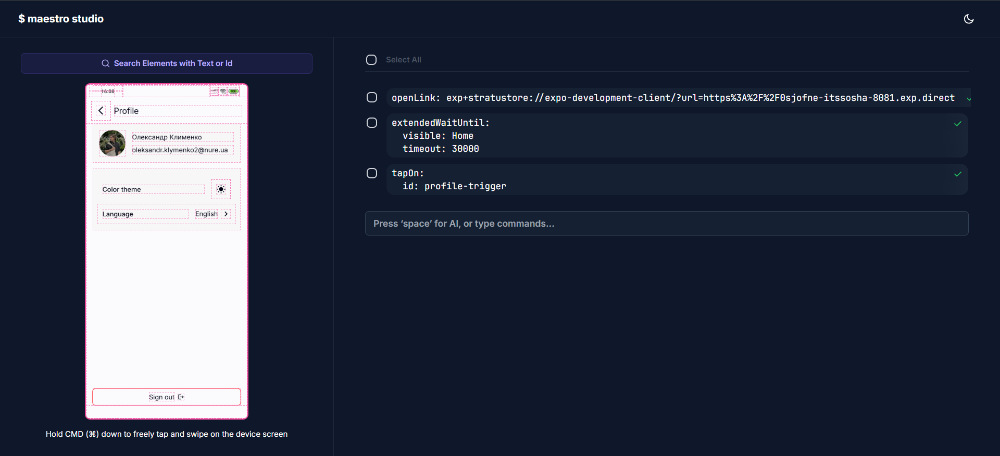 $ maestro studio
Search Elements with Text or Id
16:08
100
Profile
Олександр Клименко
oleksandr.klymenko2@nure.ua
Color theme
Language
English
Sign out
Hold CMD (⌘) down to freely tap and swipe on the device screen
Select All
openLink: exp+stratustore://expo-development-client/?url=https%3A%2F%2F0sjofne-itssosha-8081.exp.direct
extendedWaitUntil:
visible: Home
timeout: 30000
tapOn:
id: profile-trigger
Press ‘space’ for AI, or type commands...